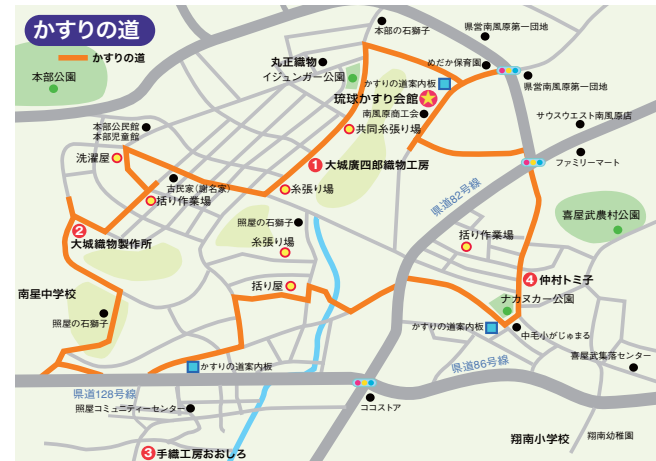 かすりの道
かすりの道
本部公園
本部の石獅子
県営南風原第一団地
丸正織物
イジュンガー公園
めだか保育園
かすりの道案内板
県営南風原第一団地
琉球かすり会館
南風原商工会
サウスウエスト南風原店
本部公民館
本部児童館
共同糸張り場
洗濯屋
1 大城廣四郎織物工房
ファミリーマート
古民家(謝名家)
糸張り場
県道82号線
括り作業場
喜屋武農村公園
照屋の石獅子
2
大城織物製作所
糸張り場
括り作業場
南星中学校
括り屋
4 仲村トミ子
ナカヌカー公園
照屋の石獅子
かすりの道案内板
中毛小がじゅまる
かすりの道案内板
県道86号線
喜屋武集落センター
県道128号線
照屋コミュニティーセンター
ココストア
翔南小学校
翔南幼稚園
3 手織工房おおしろ